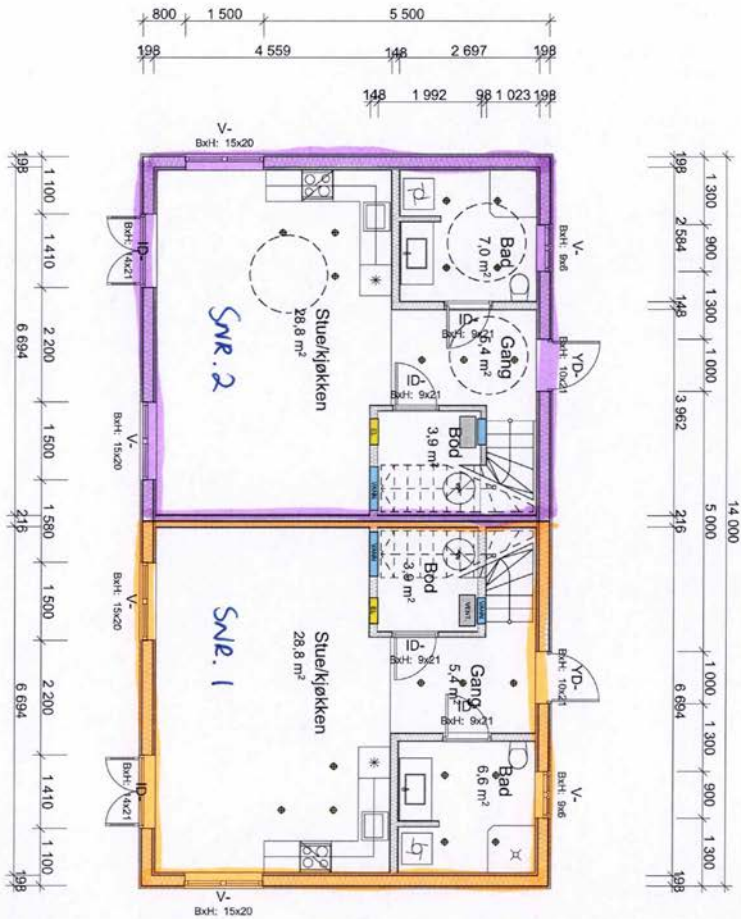 800
1 500
5 500
198
4 559
148
2 697
198
148
1 992
98
1 023
198
V-
BxH: 15x20
198
1 100
1 410
2 200
1 500
1 580
1 500
2 200
1 410
1 100
198
198
6 694
216
6 694
198
ID-
BxH: 14x21
V-
BxH: 15x20
V-
BxH: 15x20
ID-
BxH: 14x21
SNR. 2
Stue/kjøkken
28,8 m²
Bad
7,0 m²
ID-
BxH: 9x21
Gang
5,4 m²
ID-
BxH: 9x21
Bod
3,9 m²
V-
BxH: 9x6
YD-
BxH: 10x21
SNR. 1
Stue/kjøkken
28,8 m²
Bod
3,9 m²
VENT.
ID-
BxH: 9x21
Gang
5,4 m²
ID-
BxH: 9x21
Bad
6,6 m²
YD-
BxH: 10x21
V-
BxH: 9x6
V-
BxH: 15x20
198
2 584
148
3 962
216
6 694
198
1 300
900
1 300
1 000
5 000
1 000
1 300
900
1 300
14 000